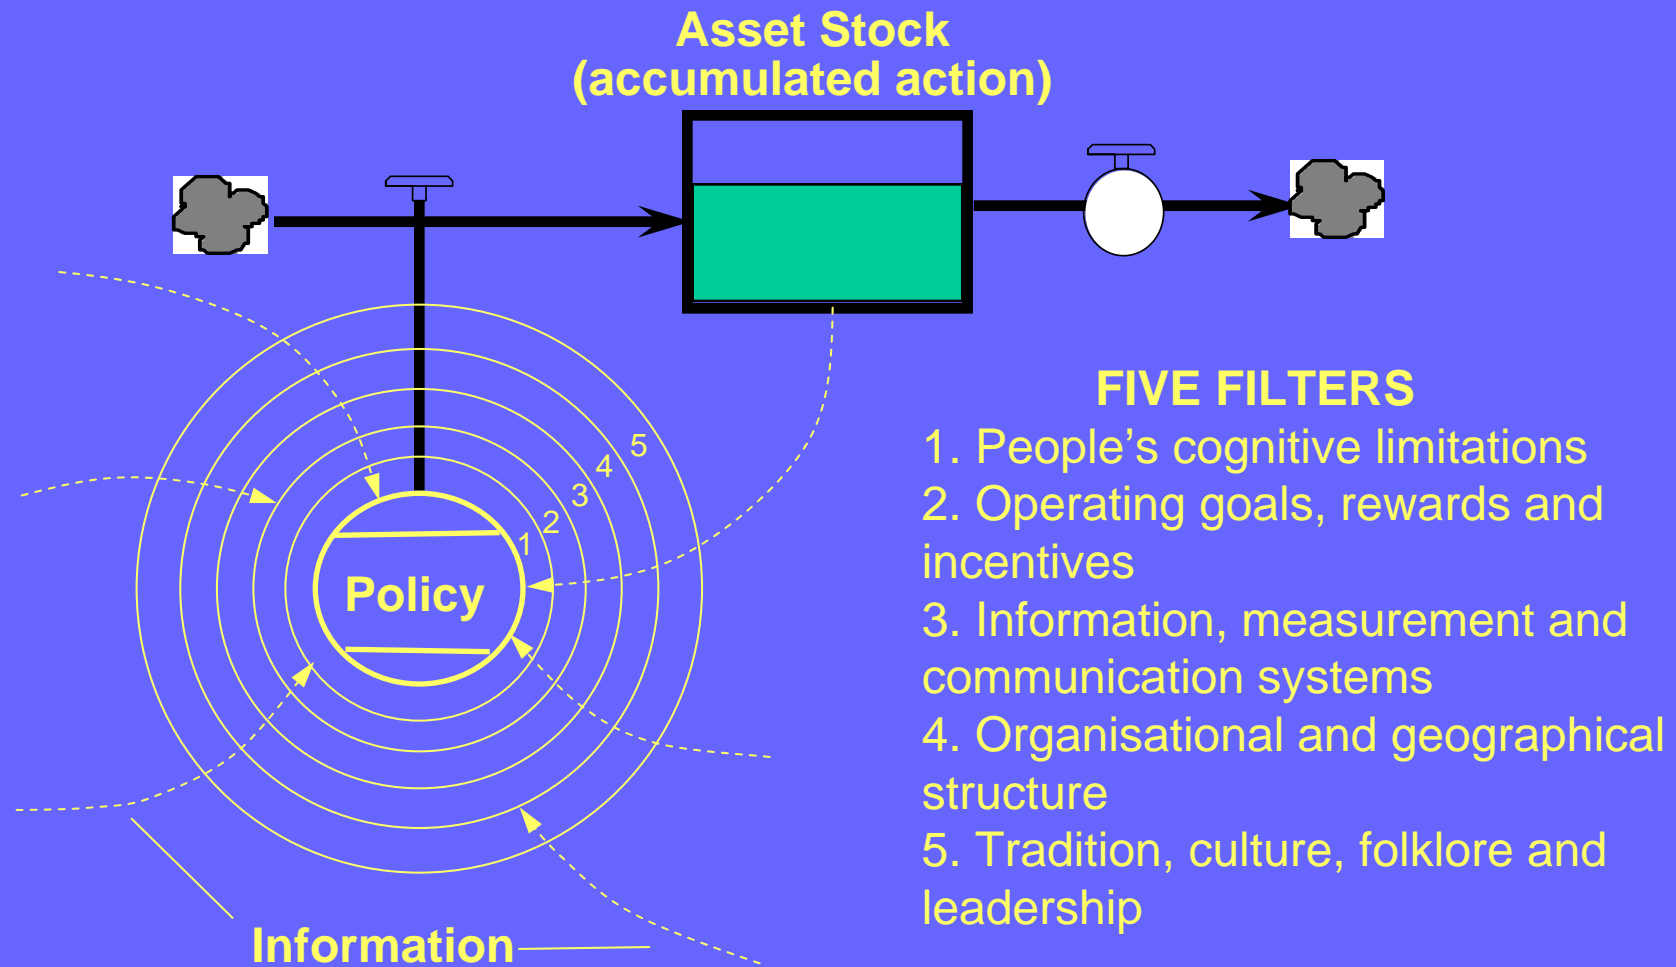 Asset Stock
(accumulated action)
5
4
3
2
1
Policy
Information
FIVE FILTERS
1. People’s cognitive limitations
2. Operating goals, rewards and
incentives
3. Information, measurement and
communication systems
4. Organisational and geographical
structure
5. Tradition, culture, folklore and
leadership